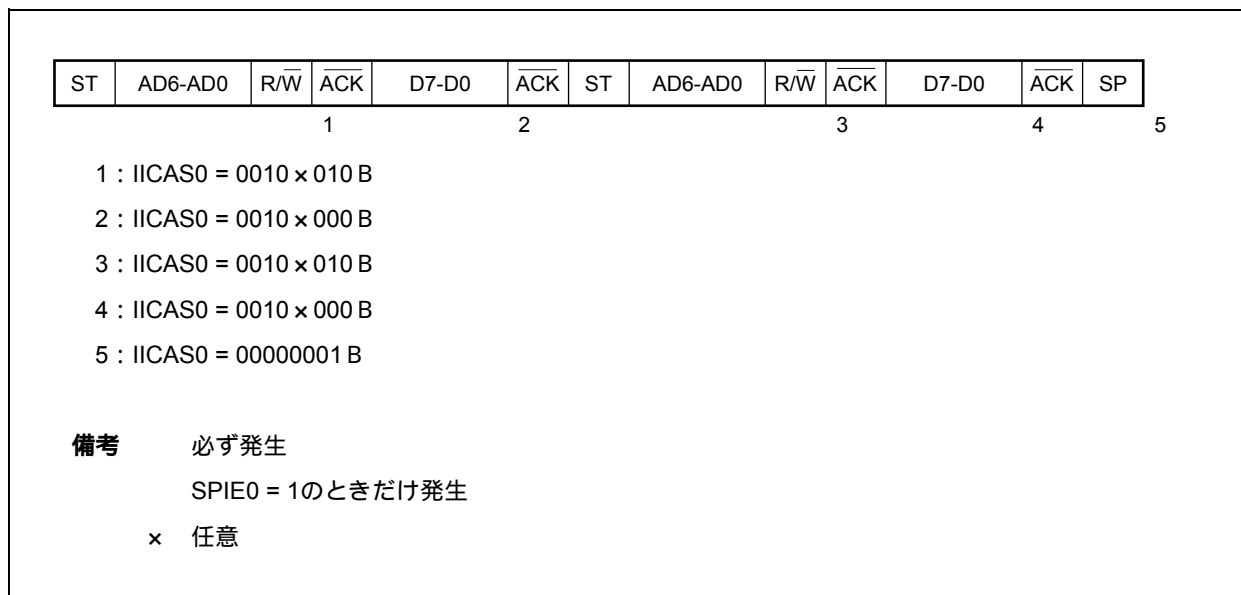 ST AD6-AD0 R/W ACK D7-D0 ACK ST AD6-AD0 R/W ACK D7-D0 ACK SP
1 2 3 4 5
1：IICAS0 = 0010×010 B
2：IICAS0 = 0010×000 B
3：IICAS0 = 0010×010 B
4：IICAS0 = 0010×000 B
5：IICAS0 = 00000001 B
備考 必ず発生
SPIE0 = 1のときだけ発生
× 任意